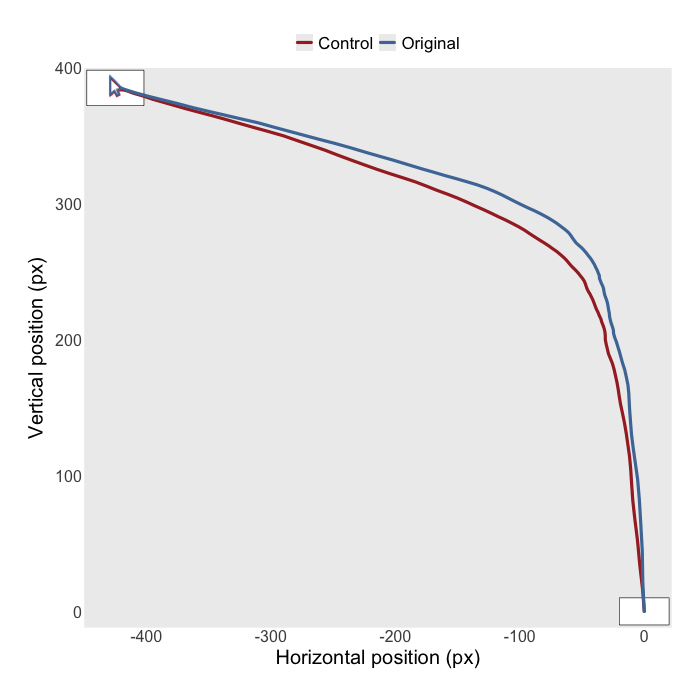 Control Original
400
300
200
100
0
Vertical position (px)
-400 -300 -200 -100 0
Horizontal position (px)